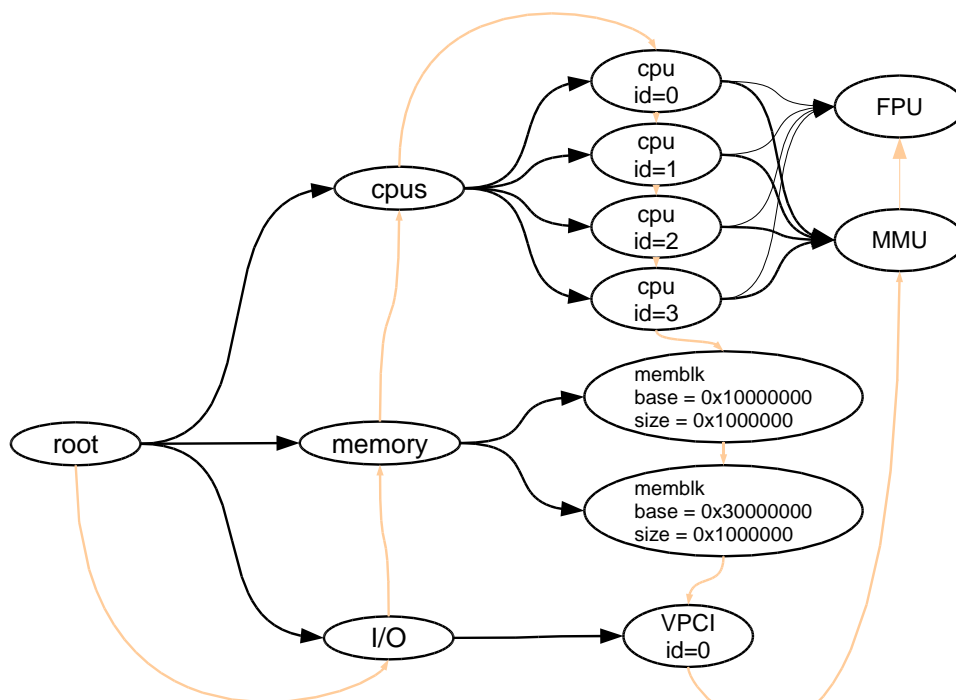 cpu
id=0
FPU
cpu
id=1
cpus
cpu
id=2
MMU
cpu
id=3
memblk
base = 0x10000000
size = 0x1000000
root
memory
memblk
base = 0x30000000
size = 0x1000000
I/O
VPCI
id=0